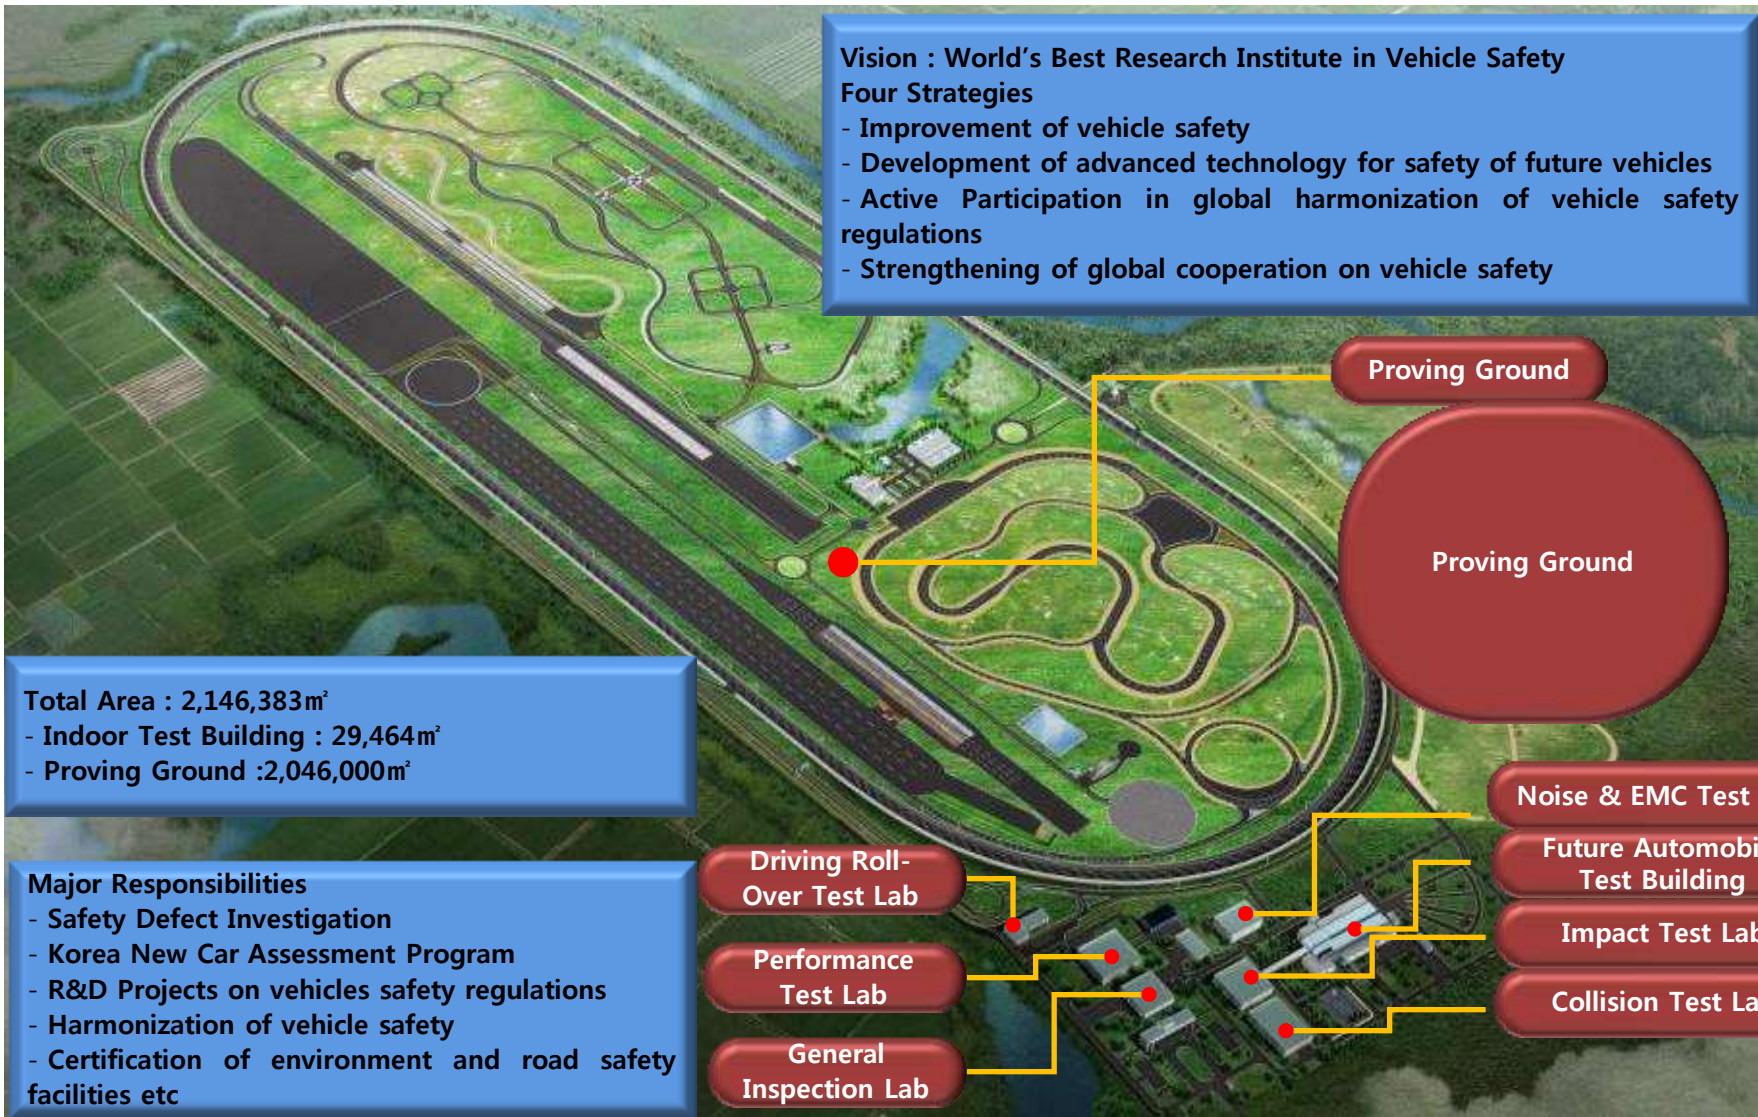 Vision : World's Best Research Institute in Vehicle Safety
Four Strategies
- Improvement of vehicle safety
- Development of advanced technology for safety of future vehicles
- Active Participation in global harmonization of vehicle safety
regulations
- Strengthening of global cooperation on vehicle safety
Proving Ground
Proving Ground
Total Area : 2,146,383㎡
- Indoor Test Building : 29,464㎡
- Proving Ground :2,046,000㎡
Major Responsibilities
- Safety Defect Investigation
- Korea New Car Assessment Program
- R&D Projects on vehicles safety regulations
- Harmonization of vehicle safety
- Certification of environment and road safety
facilities etc
Driving Roll-
Over Test Lab
Performance
Test Lab
General
Inspection Lab
Noise & EMC Test
Future Automobi
Test Building
Impact Test Lab
Collision Test La